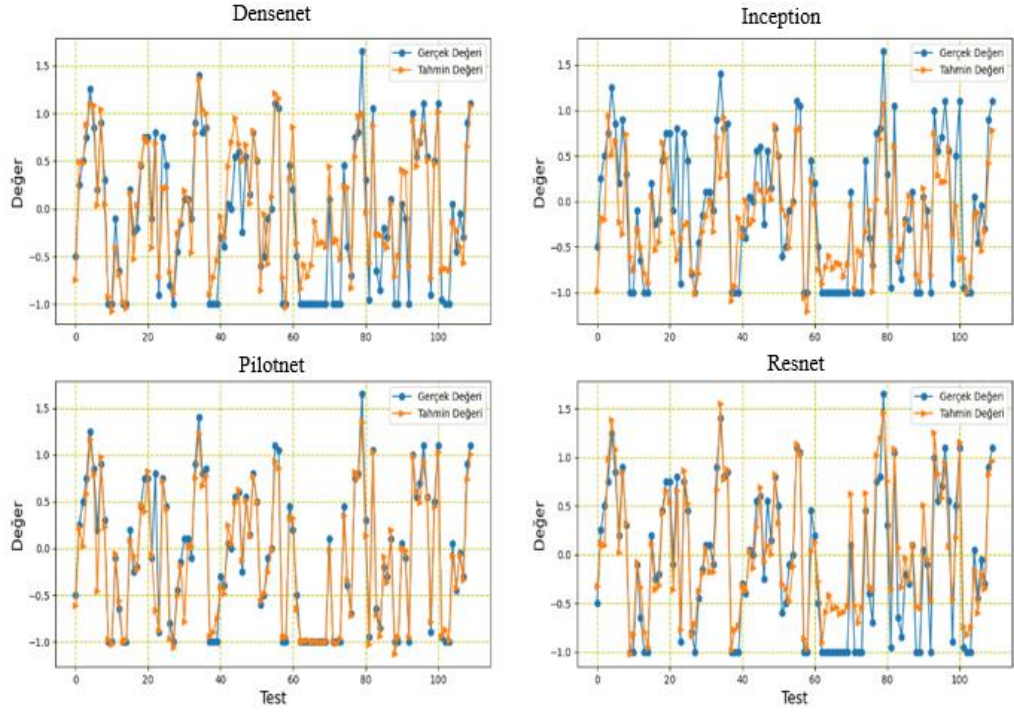 Densenet
Gerçek Değeri
Tahmin Değeri
Değer
1.5
1.0
0.5
0.0
-0.5
-1.0
0 20 40 60 80 100
Inception
Gerçek Değeri
Tahmin Değeri
Değer
1.5
1.0
0.5
0.0
-0.5
-1.0
0 20 40 60 80 100
Pilotnet
Gerçek Değeri
Tahmin Değeri
Değer
1.5
1.0
0.5
0.0
-0.5
-1.0
0 20 40 60 80 100
Test
Resnet
Gerçek Değeri
Tahmin Değeri
Değer
1.5
1.0
0.5
0.0
-0.5
-1.0
0 20 40 60 80 100
Test